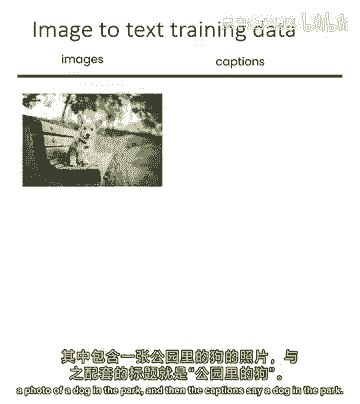 Image to text training data
images
captions
其中包含一张公园里的狗的照片，与
之配套的标题就是“公园里的狗”。
a photo of a dog in the park, and then the captions say a dog in the park.